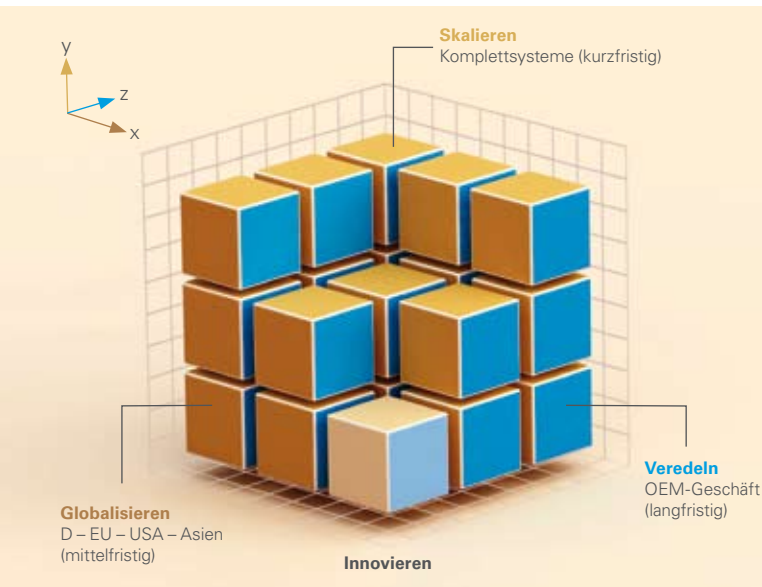 Skalieren
Komplettsysteme (kurzfristig)
y
z
x
Veredeln
OEM-Geschäft
(langfristig)
Globalisieren
D – EU – USA – Asien
(mittelfristig)
Innovieren